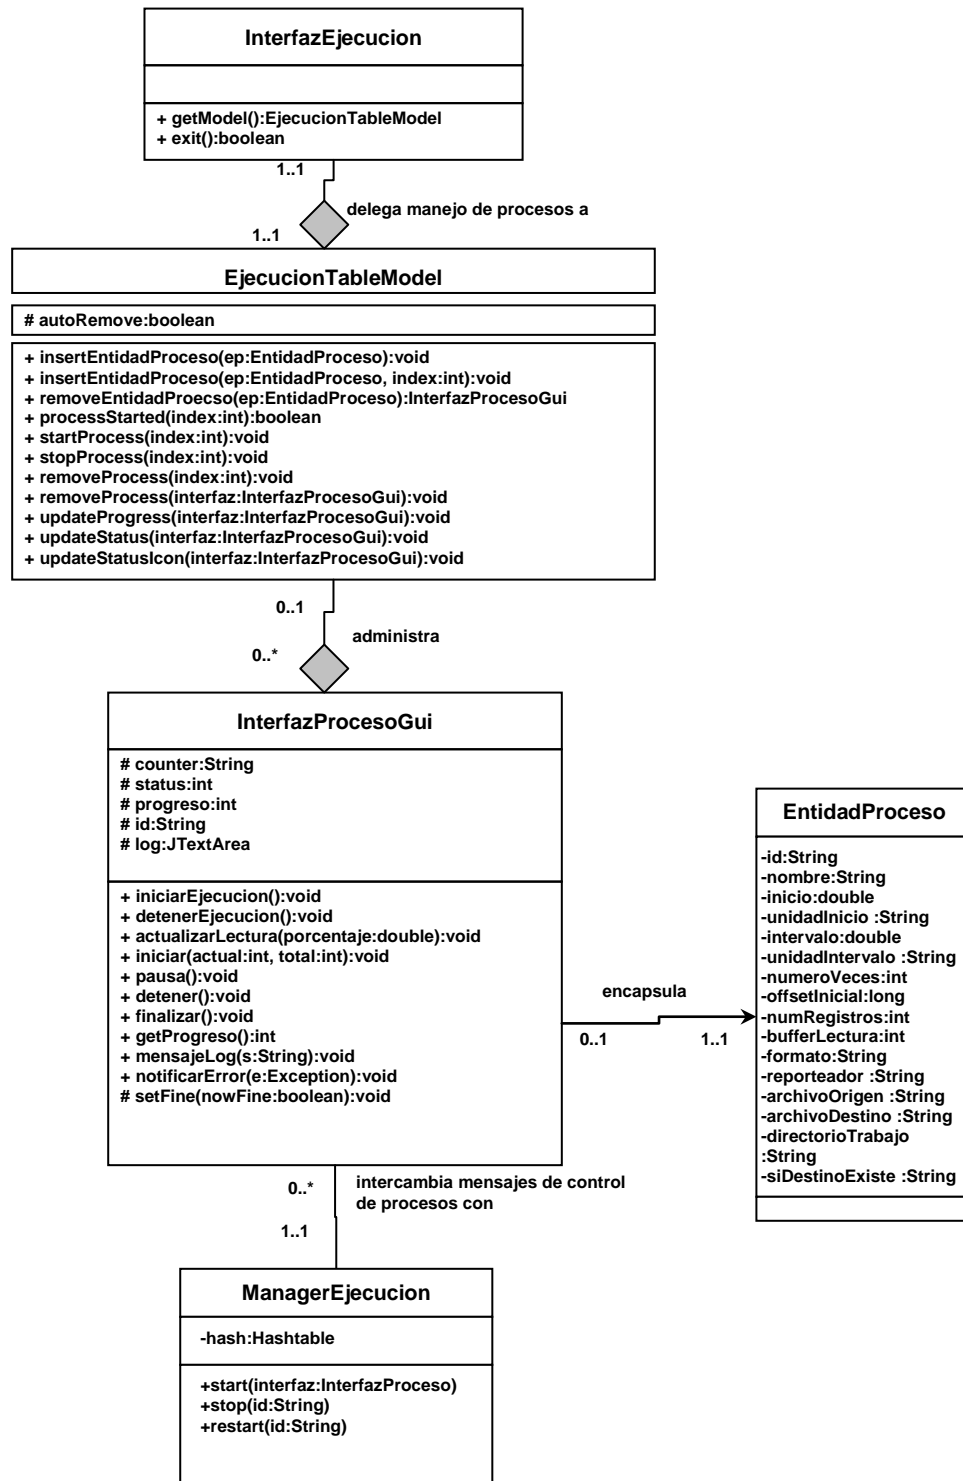 InterfazEjecucion
+ getModel():EjecucionTableModel
+ exit():boolean
1..1
delega manejo de procesos a
1..1
EjecucionTableModel
# autoRemove:boolean
+ insertEntidadProceso(ep:EntidadProceso):void
+ insertEntidadProceso(ep:EntidadProceso, index:int):void
+ removeEntidadProecso(ep:EntidadProceso):InterfazProcesoGui
+ processStarted(index:int):boolean
+ startProcess(index:int):void
+ stopProcess(index:int):void
+ removeProcess(index:int):void
+ removeProcess(interfaz:InterfazProcesoGui):void
+ updateProgress(interfaz:InterfazProcesoGui):void
+ updateStatus(interfaz:InterfazProcesoGui):void
+ updateStatusIcon(interfaz:InterfazProcesoGui):void
0..1
administra
0..*
InterfazProcesoGui
# counter:String
# status:int
# progreso:int
# id:String
# log:JTextArea
+ iniciarEjecucion():void
+ detenerEjecucion():void
+ actualizarLectura(porcentaje:double):void
+ iniciar(actual:int, total:int):void
+ pausa():void
+ detener():void
+ finalizar():void
+ getProgreso():int
+ mensajeLog(s:String):void
+ notificarError(e:Exception):void
# setFine(nowFine:boolean):void
encapsula
0..1
1..1
EntidadProceso
-id:String
-nombre:String
-inicio:double
-unidadInicio :String
-intervalo:double
-unidadIntervalo :String
-numeroVeces:int
-offsetInicial:long
-numRegistros:int
-bufferLectura:int
-formato:String
-reporteador :String
-archivoOrigen :String
-archivoDestino :String
-directorioTrabajo
:String
-siDestinoExiste :String
0..*
intercambia mensajes de control
de procesos con
1..1
ManagerEjecucion
-hash:Hashtable
+start(interfaz:InterfazProceso)
+stop(id:String)
+restart(id:String)